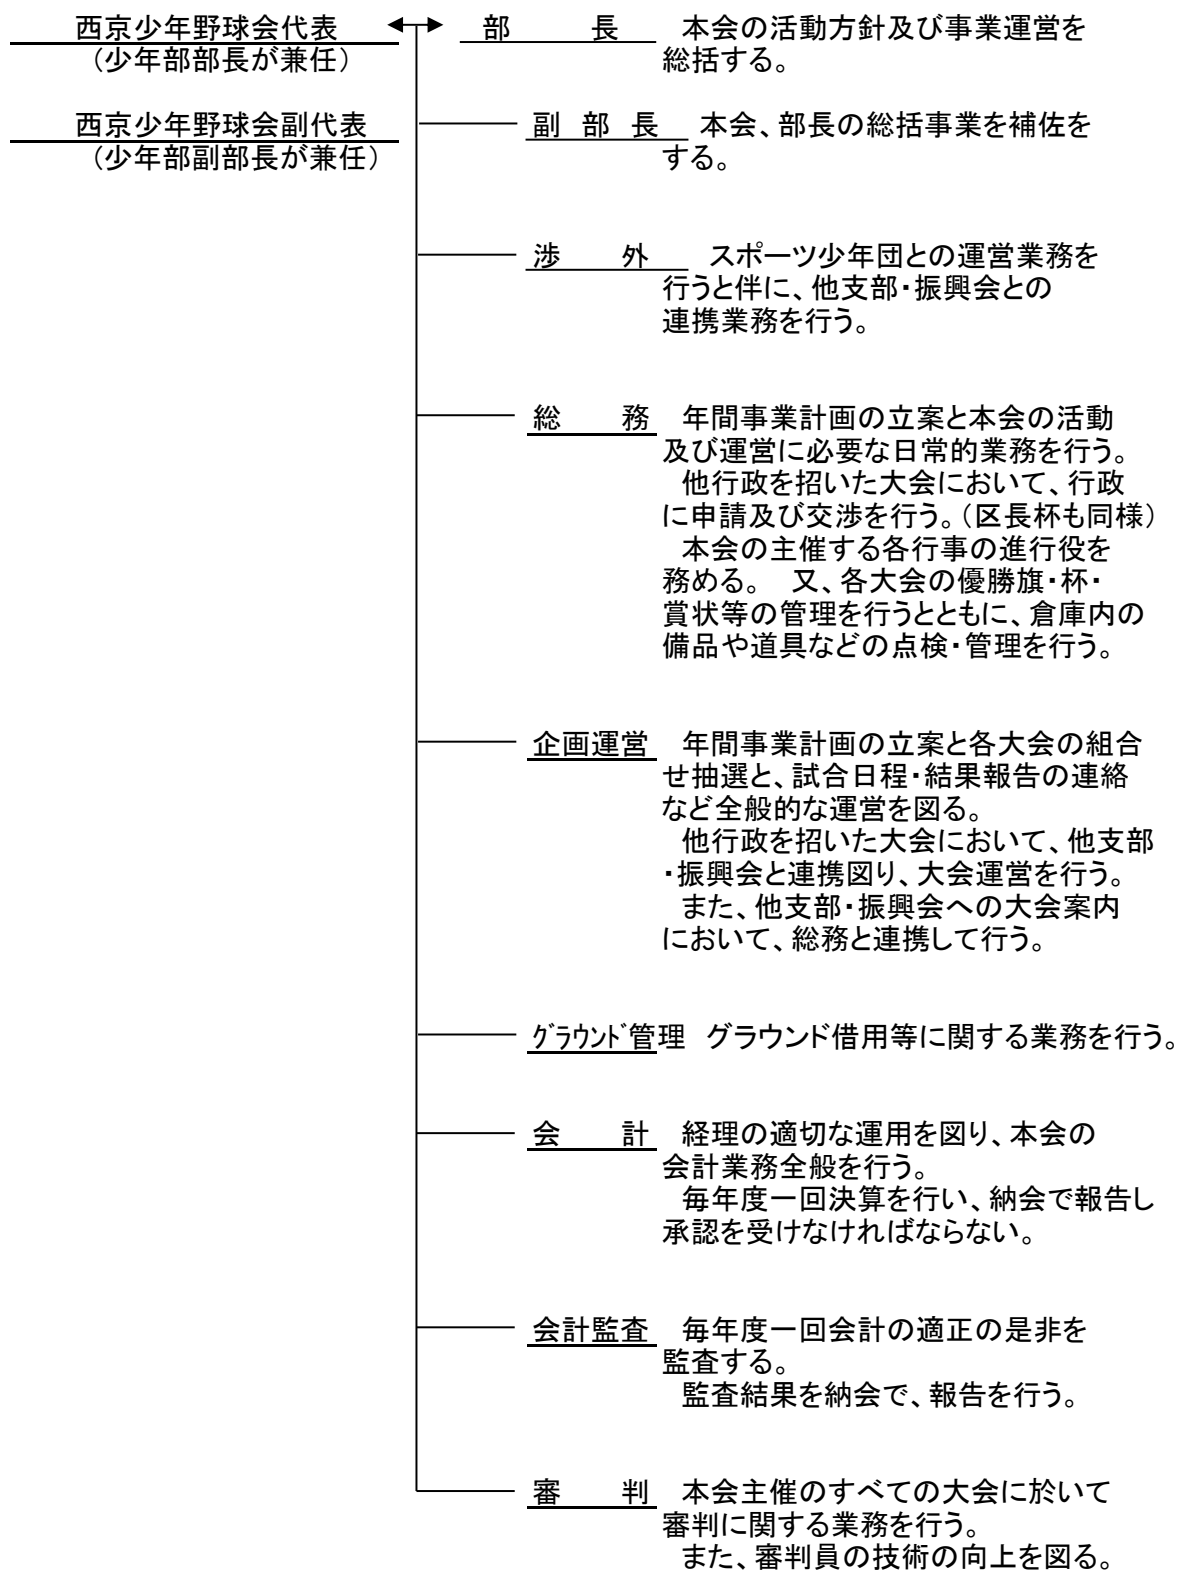 西京少年野球会代表 部 長 本会の活動方針及び事業運営を
(少年部部長が兼任) 総括する。
西京少年野球会副代表 副 部 長 本会、部長の総括事業を補佐を
(少年部副部長が兼任) する。
渉 外 スポーツ少年団との運営業務を
行うと伴に、他支部・振興会との
連携業務を行う。
総 務 年間事業計画の立案と本会の活動
及び運営に必要な日常的業務を行う。
他行政を招いた大会において、行政
に申請及び交渉を行う。(区長杯も同様)
本会の主催する各行事の進行役を
務める。 又、各大会の優勝旗・杯・
賞状等の管理を行うとともに、倉庫内の
備品や道具などの点検・管理を行う。
企画運営 年間事業計画の立案と各大会の組合
せ抽選と、試合日程・結果報告の連絡
など全般的な運営を図る。
他行政を招いた大会において、他支部
・振興会と連携図り、大会運営を行う。
また、他支部・振興会への大会案内
において、総務と連携して行う。
グラウンド管理 グラウンド借用等に関する業務を行う。
会 計 経理の適切な運用を図り、本会の
会計業務全般を行う。
毎年度一回決算を行い、納会で報告し
承認を受けなければならない。
会計監査 毎年度一回会計の適正の是非を
監査する。
監査結果を納会で、報告を行う。
審 判 本会主催のすべての大会に於いて
審判に関する業務を行う。
また、審判員の技術の向上を図る。